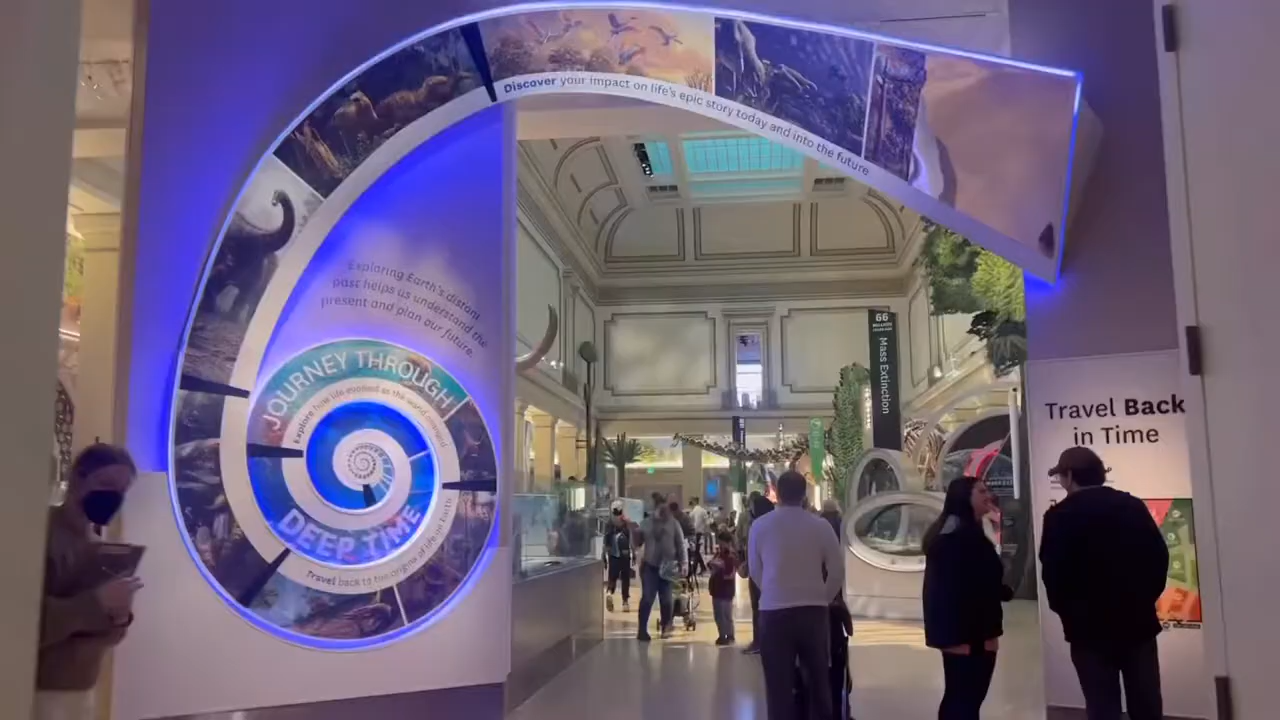 Discover your impact on life's epic story today and into the future
Exploring Earth's distant
past helps us understand the
present and plan our future.
JOURNEY THROUGH
Explore how life evolved as the world changed
DEEP TIME
Travel back to the origins of life on Earth
66
Mass Extinction
Travel Back
in Time